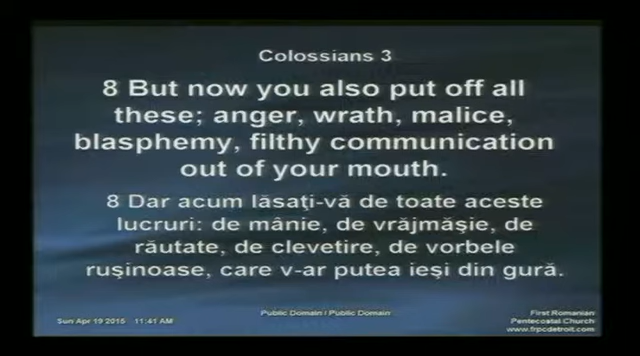 Colossians 3
8 But now you also put off all
these; anger, wrath, malice,
blasphemy, filthy communication
out of your mouth.
8 Dar acum lăsaţi-vă de toate aceste
lucruri: de mânie, de vrăjmăşie, de
răutate, de clevetire, de vorbele
ruşinoase, care v-ar putea ieşi din gură.
Public Domain / Public Domain
Sun Apr 19 2015 11:41 AM
First Romanian
Pentecostal Church
www.frpcdetroit.com